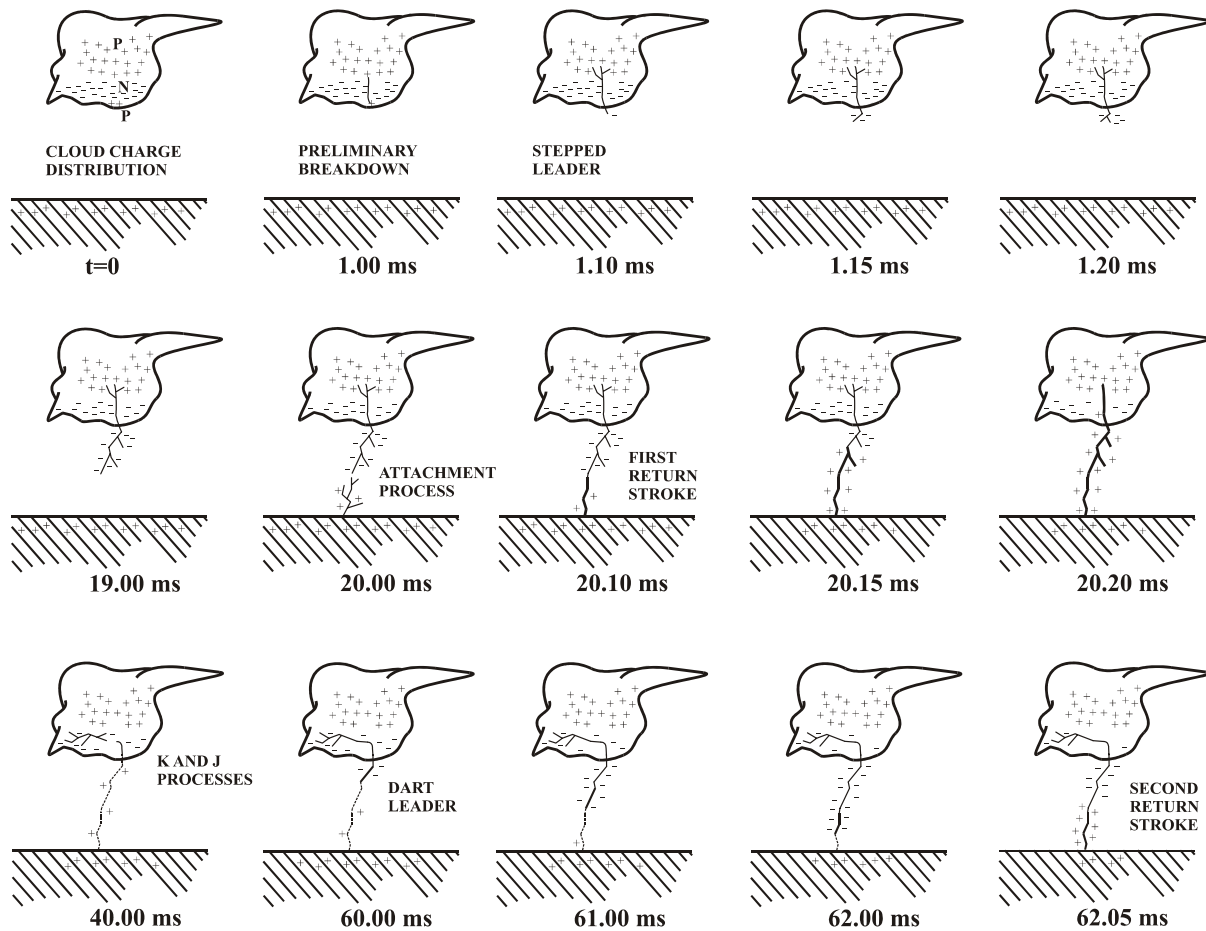 P
N
P
CLOUD CHARGE
DISTRIBUTION
PRELIMINARY
BREAKDOWN
STEPPED
LEADER
t=0
1.00 ms
1.10 ms
1.15 ms
1.20 ms
ATTACHMENT
PROCESS
FIRST
RETURN
STROKE
19.00 ms
20.00 ms
20.10 ms
20.15 ms
20.20 ms
K AND J
PROCESSES
DART
LEADER
SECOND
RETURN
STROKE
40.00 ms
60.00 ms
61.00 ms
62.00 ms
62.05 ms